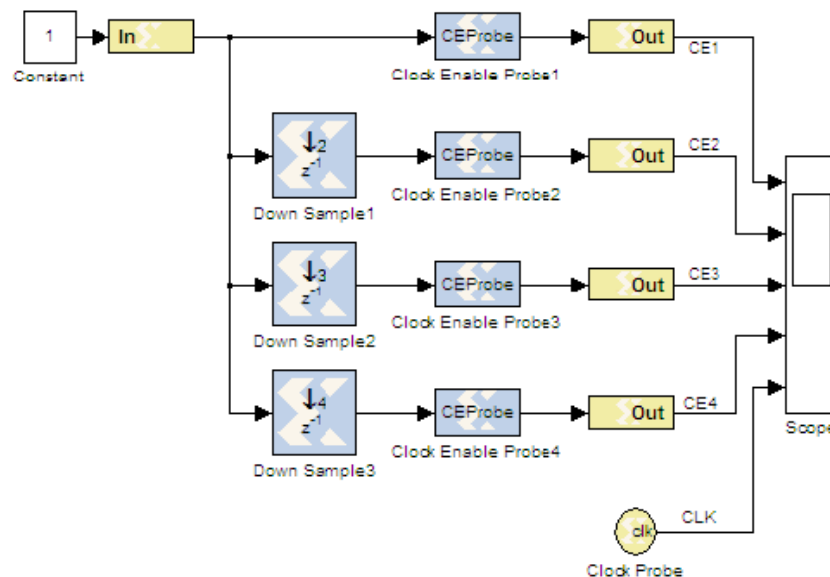 1
Constant
In
CEProbe
Clock Enable Probe1
Out
CE1
↓2
z⁻¹
Down Sample1
CEProbe
Clock Enable Probe2
Out
CE2
↓3
z⁻¹
Down Sample2
CEProbe
Clock Enable Probe3
Out
CE3
↓4
z⁻¹
Down Sample3
CEProbe
Clock Enable Probe4
Out
CE4
Scope
clk
CLK
Clock Probe